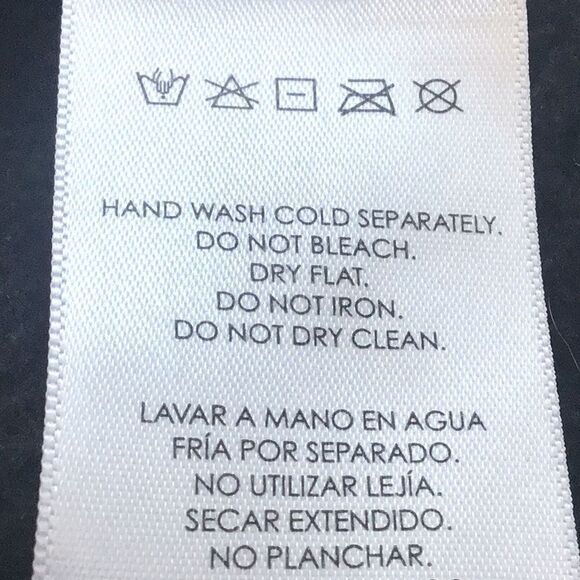 HAND WASH COLD SEPARATELY.
DO NOT BLEACH.
DRY FLAT.
DO NOT IRON.
DO NOT DRY CLEAN.
LAVAR A MANO EN AGUA
FRÍA POR SEPARADO.
NO UTILIZAR LEJÍA.
SECAR EXTENDIDO.
NO PLANCHAR.